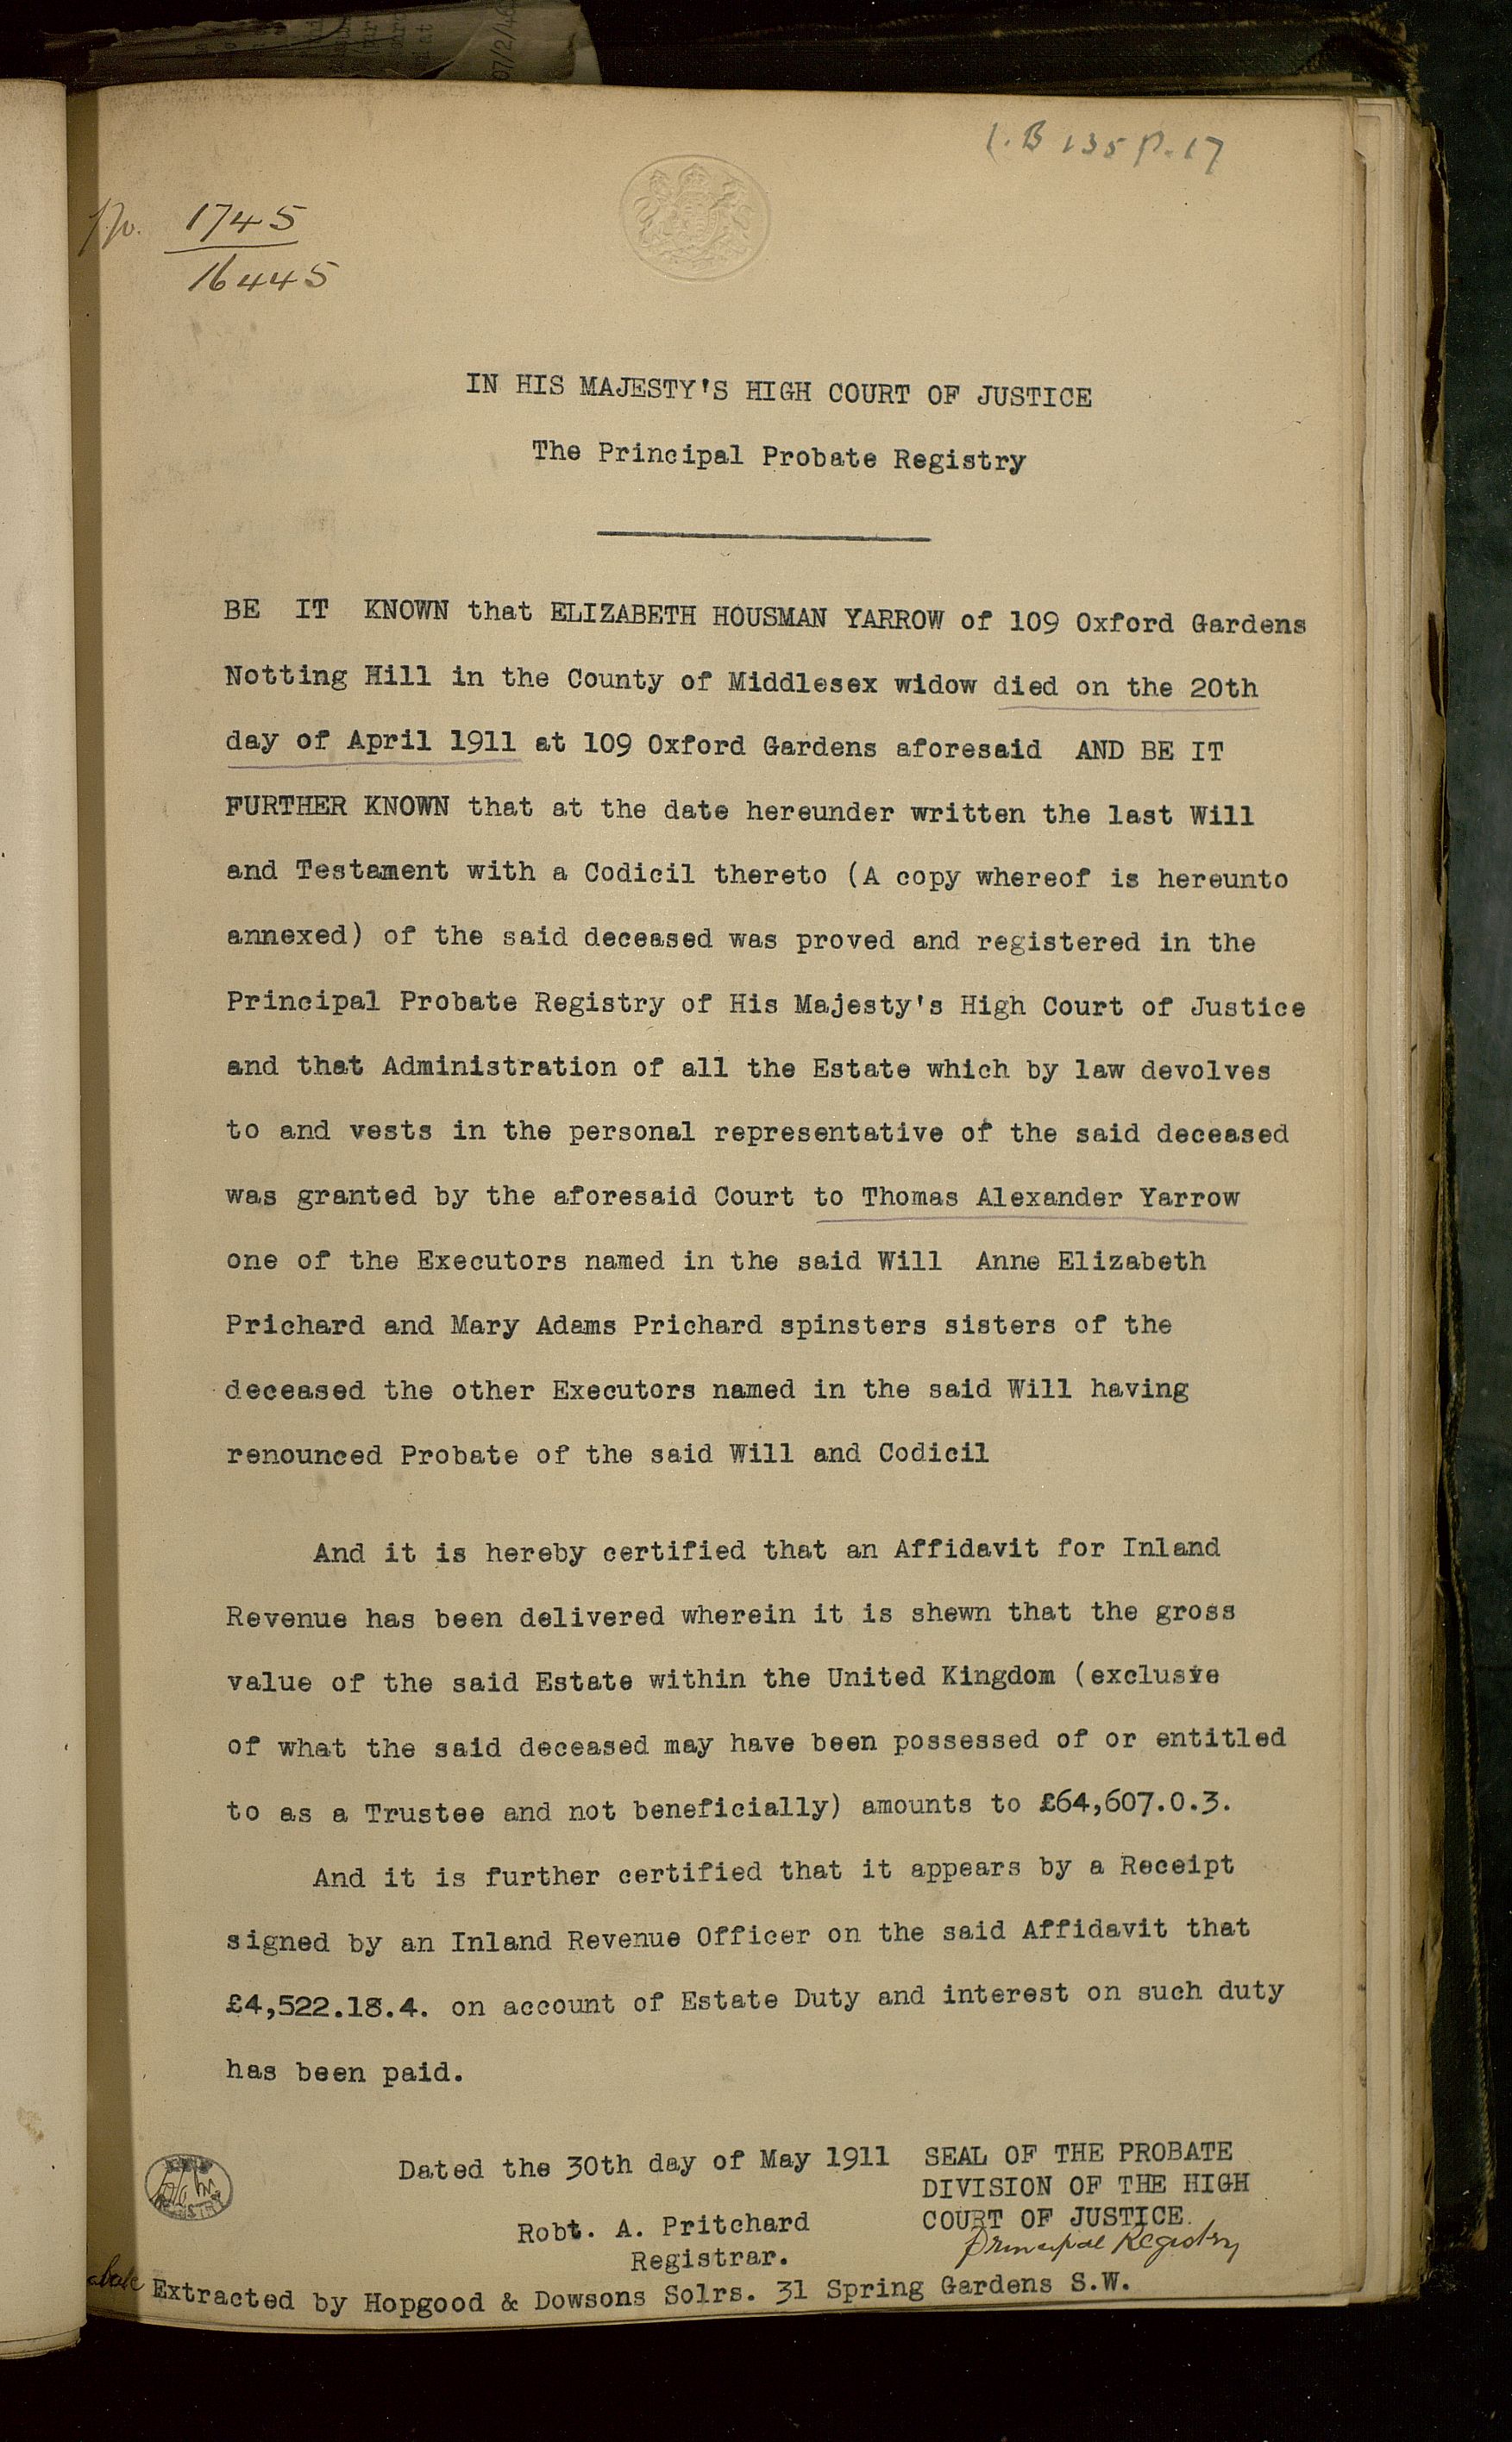 07/2/46
L.B 135 P. 17
1745
16445
IN HIS MAJESTY'S HIGH COURT OF JUSTICE
The Principal Probate Registry
BE IT KNOWN that ELIZABETH HOUSMAN YARROW of 109 Oxford Gardens
Notting Hill in the County of Middlesex widow died on the 20th
day of April 1911 at 109 Oxford Gardens aforesaid AND BE IT
FURTHER KNOWN that at the date hereunder written the last Will
and Testament with a Codicil thereto (A copy whereof is hereunto
annexed) of the said deceased was proved and registered in the
Principal Probate Registry of His Majesty's High Court of Justice
and that Administration of all the Estate which by law devolves
to and vests in the personal representative of the said deceased
was granted by the aforesaid Court to Thomas Alexander Yarrow
one of the Executors named in the said Will Anne Elizabeth
Prichard and Mary Adams Prichard spinsters sisters of the
deceased the other Executors named in the said Will having
renounced Probate of the said Will and Codicil
And it is hereby certified that an Affidavit for Inland
Revenue has been delivered wherein it is shewn that the gross
value of the said Estate within the United Kingdom (exclusie
of what the said deceased may have been possessed of or entitled
to as a Trustee and not beneficially) amounts to £64,607.0.3.
And it is further certified that it appears by a Receipt
signed by an Inland Revenue Officer on the said Affidavit that
£4,522.18.4. on account of Estate Duty and interest on such duty
has been paid.
Dated the 30th day of May 1911
SEAL OF THE PROBATE
DIVISION OF THE HIGH
COURT OF JUSTICE.
Principal Registry
Robt. A. Pritchard
Registrar.
Extracted by Hopgood & Dowsons Solrs. 31 Spring Gardens S.W.